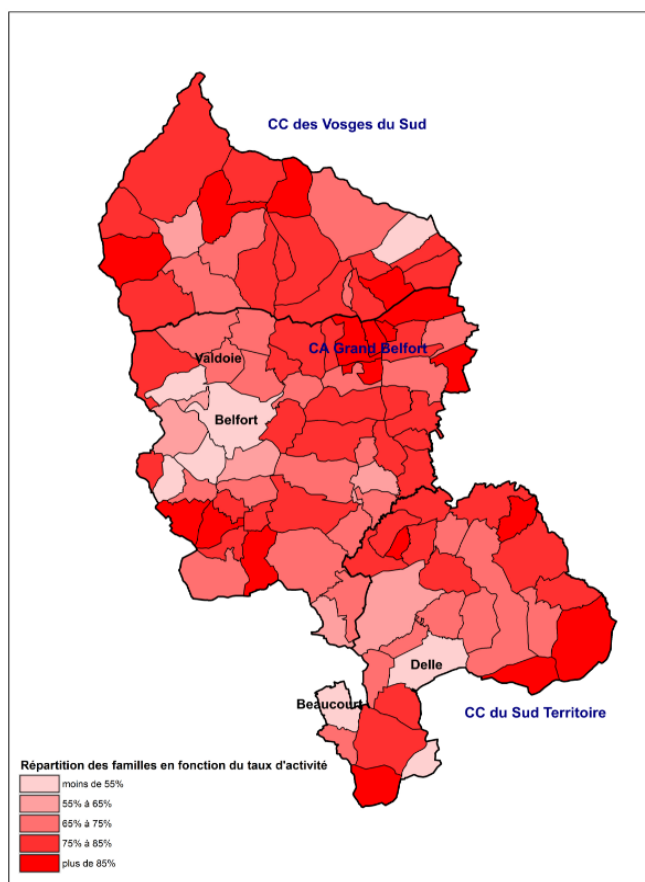 CC des Vosges du Sud
Valdoie
CA Grand Belfort
Belfort
Delle
Beaucourt
CC du Sud Territoire
Répartition des familles en fonction du taux d'activité
moins de 55%
55% à 65%
65% à 75%
75% à 85%
plus de 85%